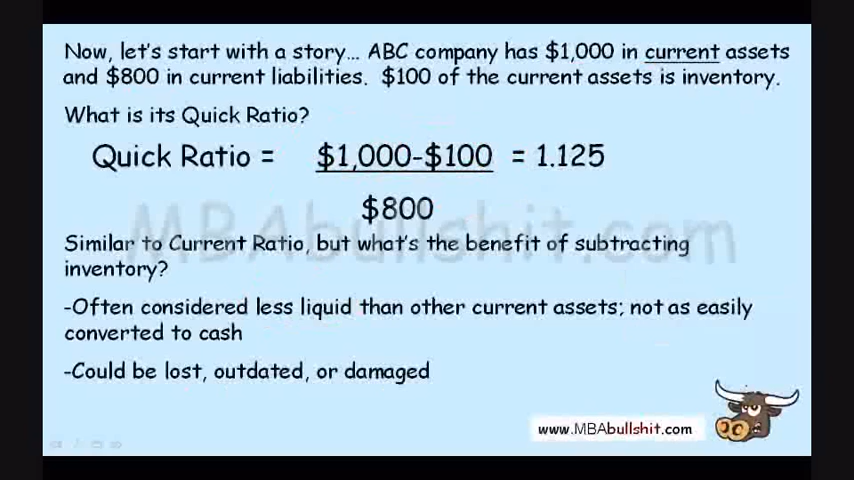 Now, let's start with a story… ABC company has $1,000 in current assets
and $800 in current liabilities. $100 of the current assets is inventory.
What is its Quick Ratio?
Quick Ratio = $1,000-$100 = 1.125
$800
MBAbullshit.com
Similar to Current Ratio, but what's the benefit of subtracting
inventory?
-Often considered less liquid than other current assets; not as easily
converted to cash
-Could be lost, outdated, or damaged
www.MBAbullshit.com